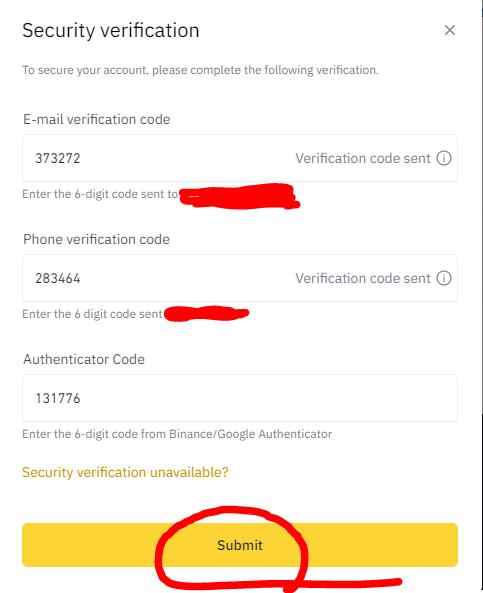 Security verification
To secure your account, please complete the following verification.
E-mail verification code
373272 Verification code sent
Enter the 6-digit code sent to
Phone verification code
283464 Verification code sent
Enter the 6 digit code sent
Authenticator Code
131776
Enter the 6-digit code from Binance/Google Authenticator
Security verification unavailable?
Submit